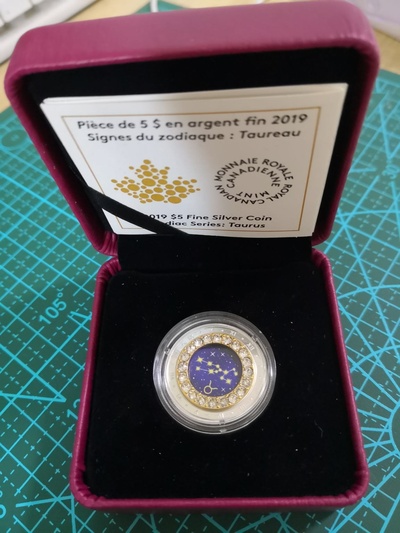 Pièce de 5 $ en argent fin 2019
Signes du zodiaque : Taureau
MONNAIE ROYALE CANADIENNE
ROYAL CANADIAN MINT
2019 $5 Fine Silver Coin
Series: Taurus
105